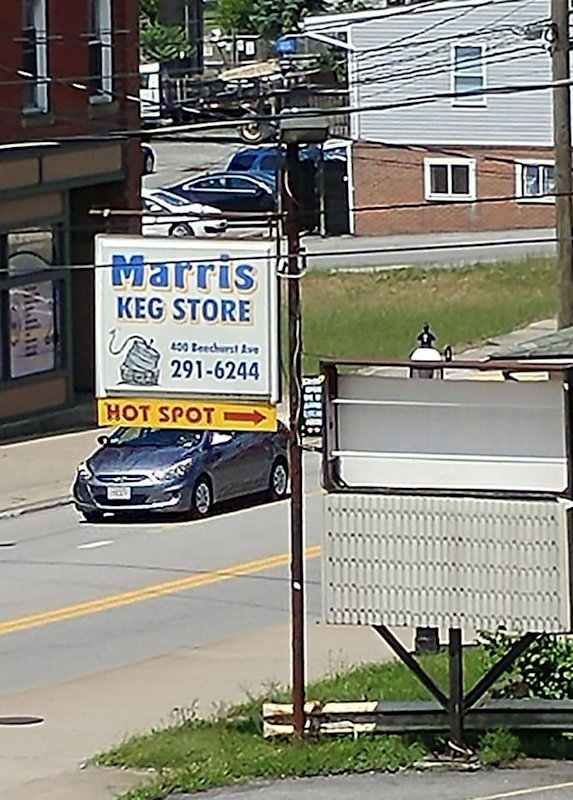 Marris
KEG STORE
400 Beechurst Ave
291-6244
HOT SPOT